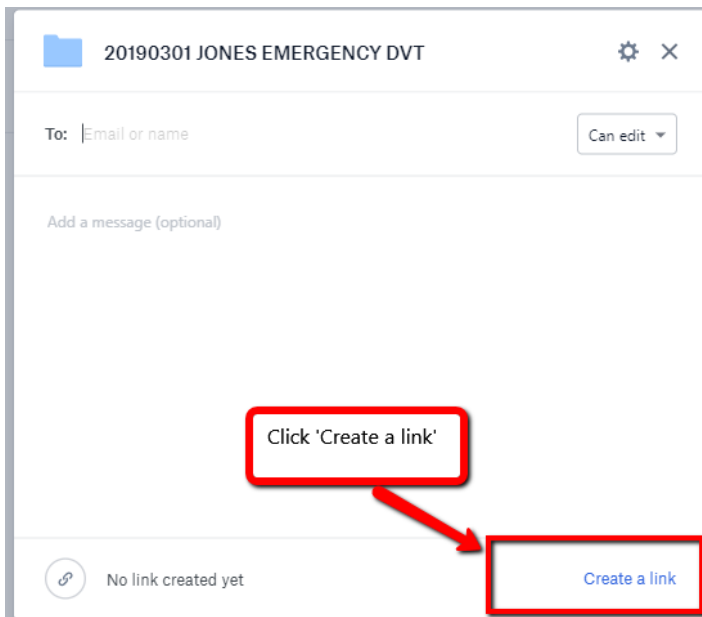 20190301 JONES EMERGENCY DVT
To: Email or name
Can edit
Add a message (optional)
Click 'Create a link'
No link created yet
Create a link